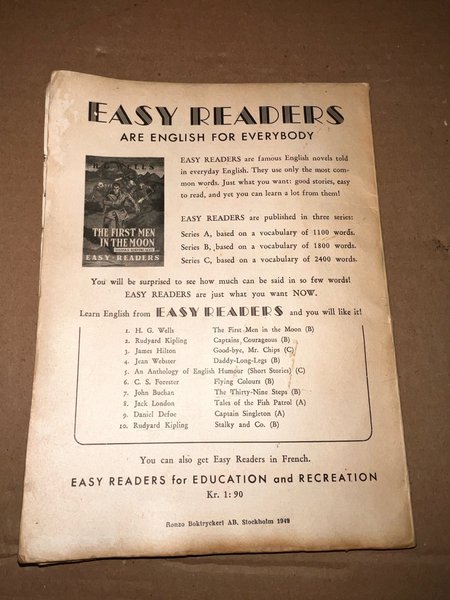 EASY READERS
ARE ENGLISH FOR EVERYBODY
THE FIRST MEN
IN THE MOON
EASY-READERS
EASY READERS are famous English novels told
in everyday English. They use only the most com-
mon words. Just what you want: good stories, easy
to read, and yet you can learn a lot from them!
EASY READERS are published in three series:
Series A, based on a vocabulary of 1100 words.
Series B, based on a vocabulary of 1800 words.
Series C, based on a vocabulary of 2400 words.
You will be surprised to see how much can be said in so few words!
EASY READERS are just what you want NOW.
Learn English from EASY READERS and you will like it!
1. H. G. Wells The First Men in the Moon (B)
2. Rudyard Kipling Captains Courageous (B)
3. James Hilton Good-bye, Mr. Chips (C)
4. Jean Webster Daddy-Long-Legs (B)
5. An Anthology of English Humour (Short Stories) (C)
6. C. S. Forester Flying Colours (B)
7. John Buchan The Thirty-Nine Steps (B)
8. Jack London Tales of the Fish Patrol (A)
9. Daniel Defoe Captain Singleton (A)
10. Rudyard Kipling Stalky and Co. (B)
You can also get Easy Readers in French.
EASY READERS for EDUCATION and RECREATION
Kr. 1:90
Ronzo Boktryckeri AB. Stockholm 1949